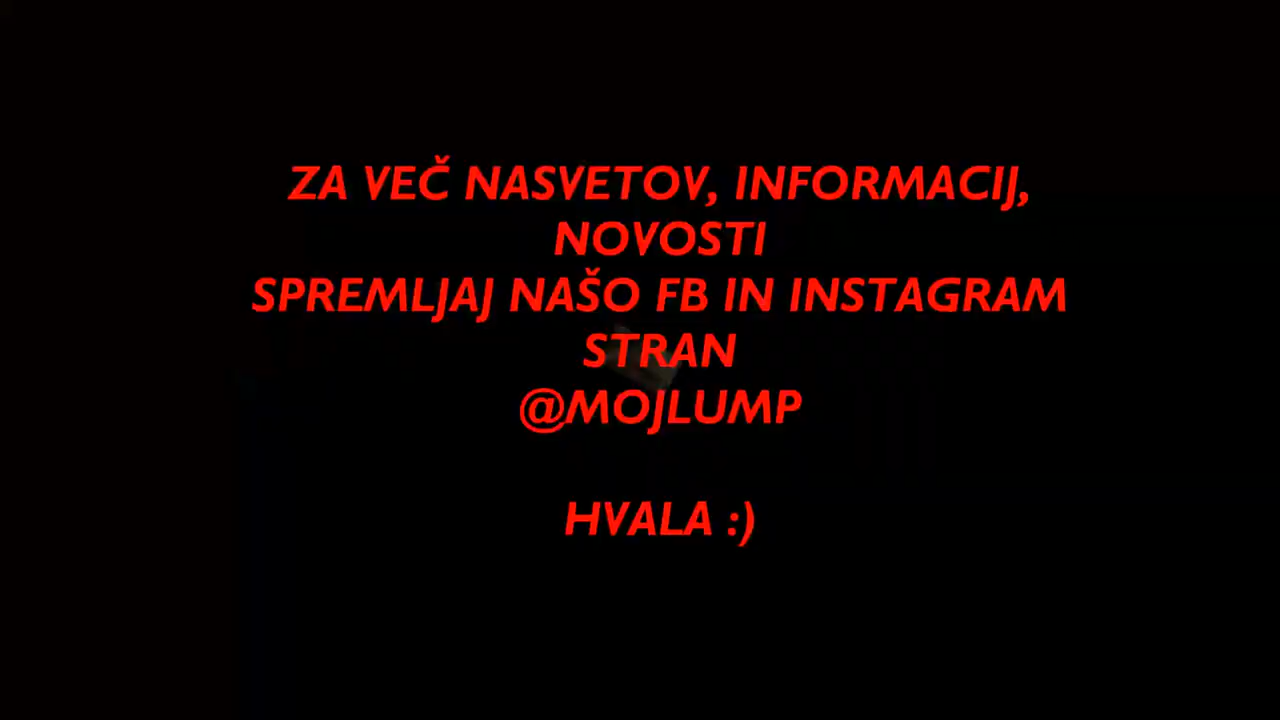 ZA VEČ NASVETOV, INFORMACIJ,
NOVOSTI
SPREMLJAJ NAŠO FB IN INSTAGRAM
STRAN
@MOJLUMP
HVALA :)